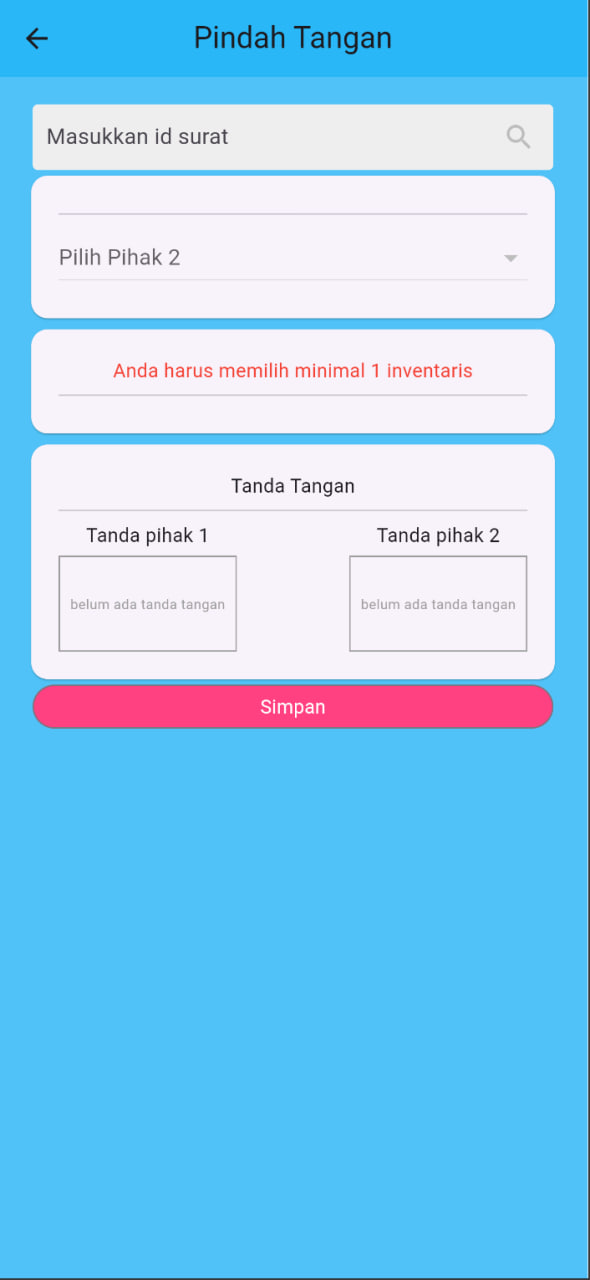 Pindah Tangan
Masukkan id surat
Pilih Pihak 2
Anda harus memilih minimal 1 inventaris
Tanda Tangan
Tanda pihak 1
Tanda pihak 2
belum ada tanda tangan
belum ada tanda tangan
Simpan